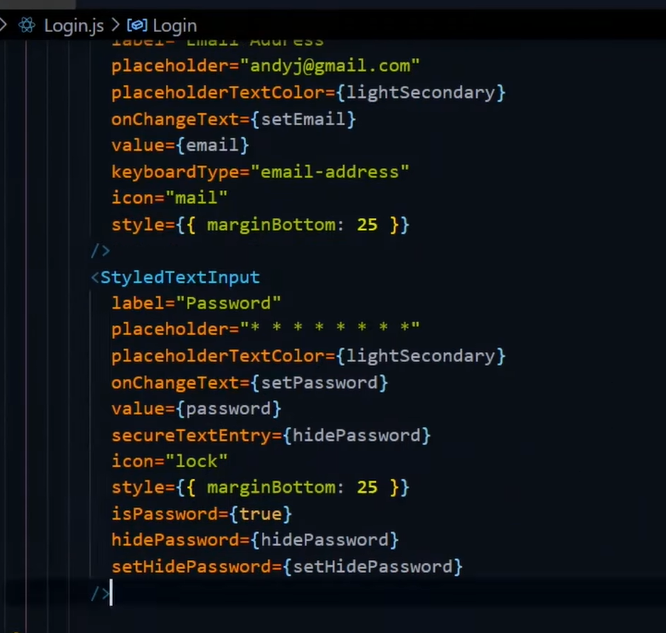 Login.js > Login
label="Email Address"
placeholder="andyj@gmail.com"
placeholderTextColor={lightSecondary}
onChangeText={setEmail}
value={email}
keyboardType="email-address"
icon="mail"
style={{ marginBottom: 25 }}
/>
<StyledTextInput
label="Password"
placeholder="* * * * * * * *"
placeholderTextColor={lightSecondary}
onChangeText={setPassword}
value={password}
secureTextEntry={hidePassword}
icon="lock"
style={{ marginBottom: 25 }}
isPassword={true}
hidePassword={hidePassword}
setHidePassword={setHidePassword}
/>